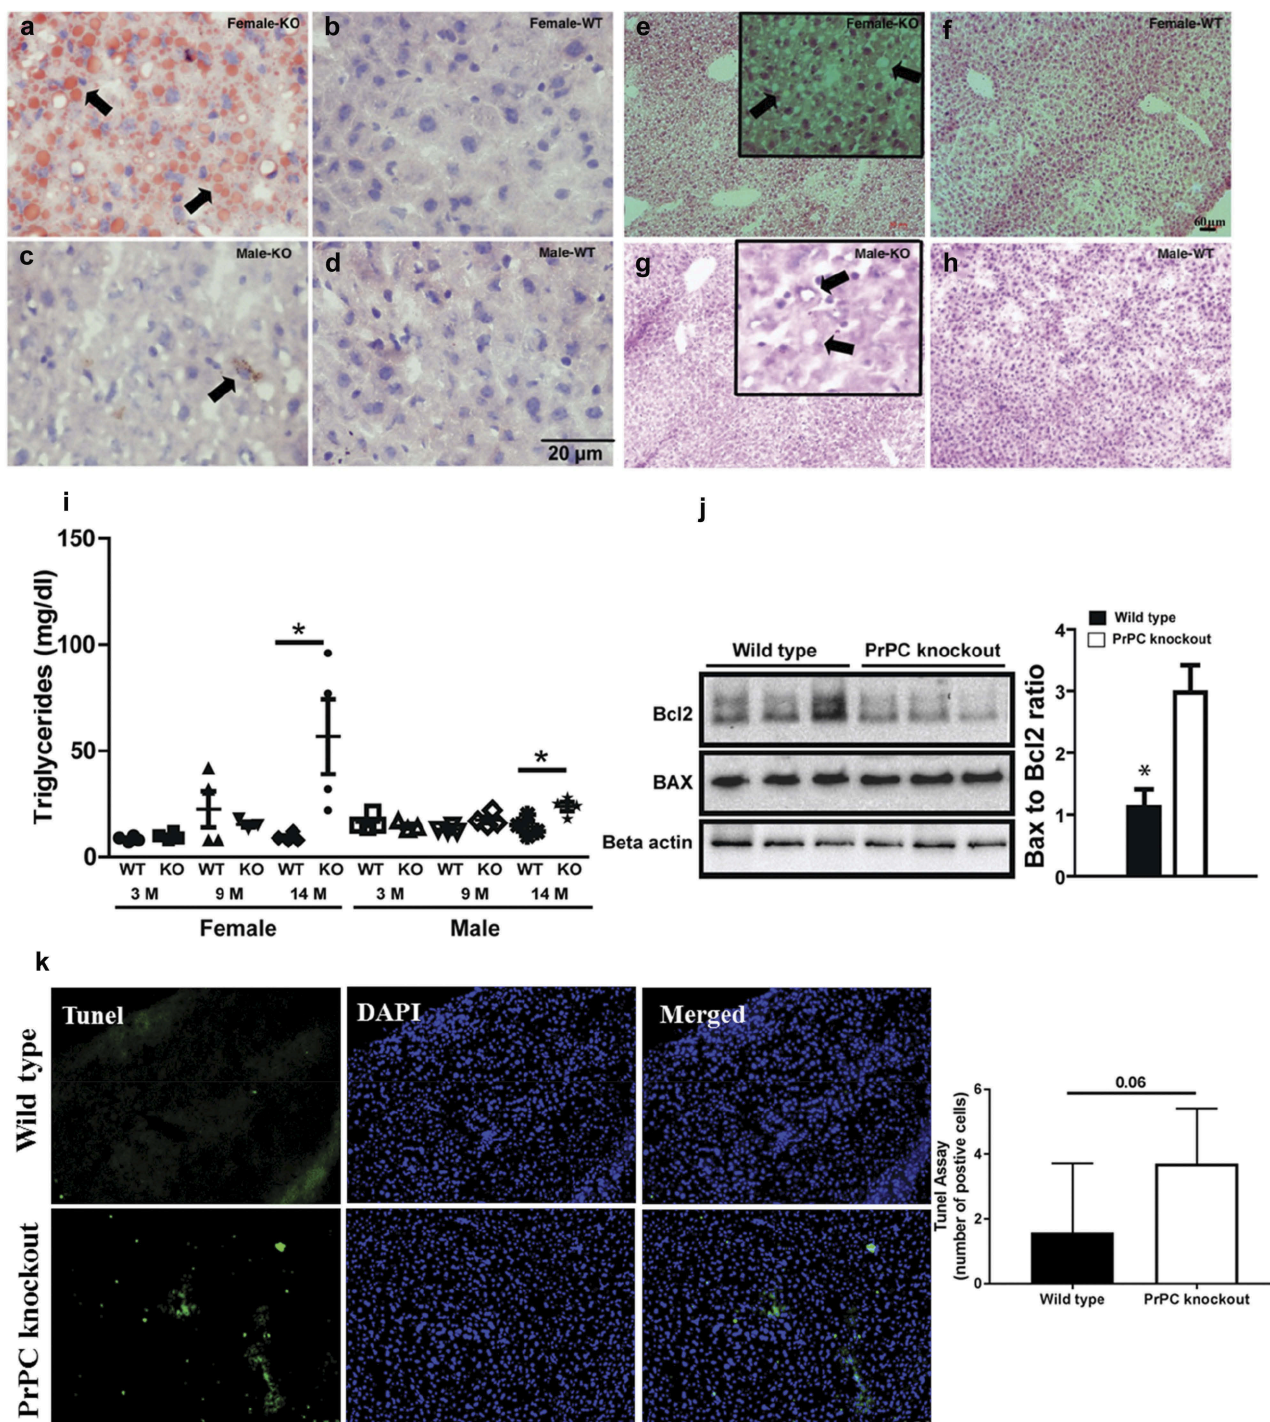 a Female-KO
b Female-WT
c Male-KO
d Male-WT
20 μm
e Female-KO
f Female-WT
60μm
g Male-KO
h Male-WT
i
150
100
50
0
Triglycerides (mg/dl)
*
*
WT KO WT KO WT KO WT KO WT KO WT KO
3 M 9 M 14 M 3 M 9 M 14 M
Female Male
j
Wild type PrPC knockout
Bcl2
BAX
Beta actin
Wild type
PrPC knockout
4
3
2
1
0
Bax to Bcl2 ratio
*
k
Tunel DAPI Merged
Wild type
PrPC knockout
0.06
6
4
2
0
Tunel Assay
(number of postive cells)
Wild type PrPC knockout